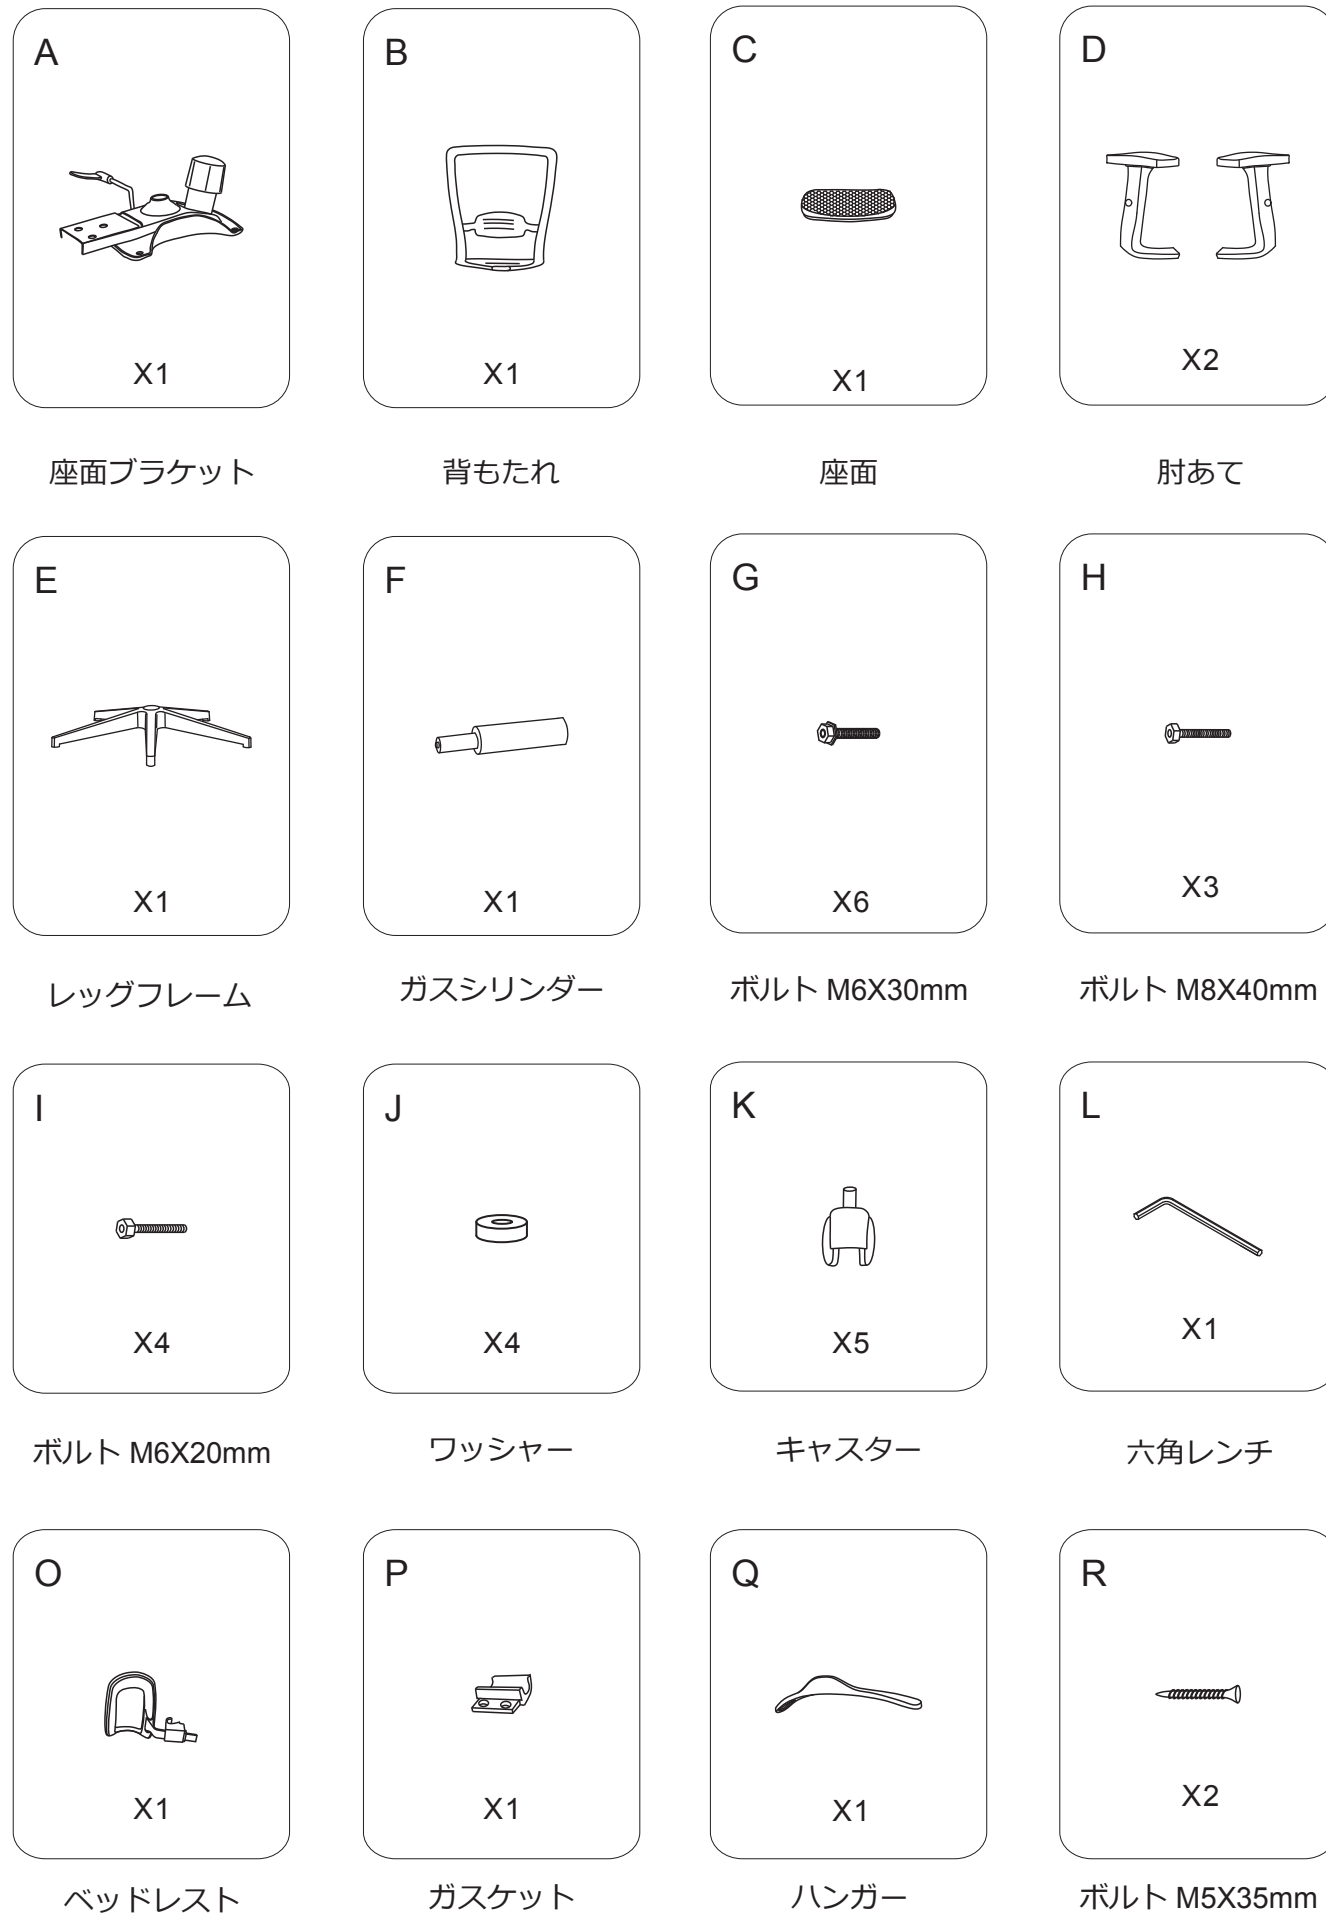 A
B
C
D
X1
X1
X1
X2
座面ブラケット
背もたれ
座面
肘あて
E
F
G
H
X1
X1
X6
X3
レッグフレーム
ガスシリンダー
ボルト M6X30mm
ボルト M8X40mm
I
J
K
L
X4
X4
X5
X1
ボルト M6X20mm
ワッシャー
キャスター
六角レンチ
O
P
Q
R
X1
X1
X1
X2
ベッドレスト
ガスケット
ハンガー
ボルト M5X35mm